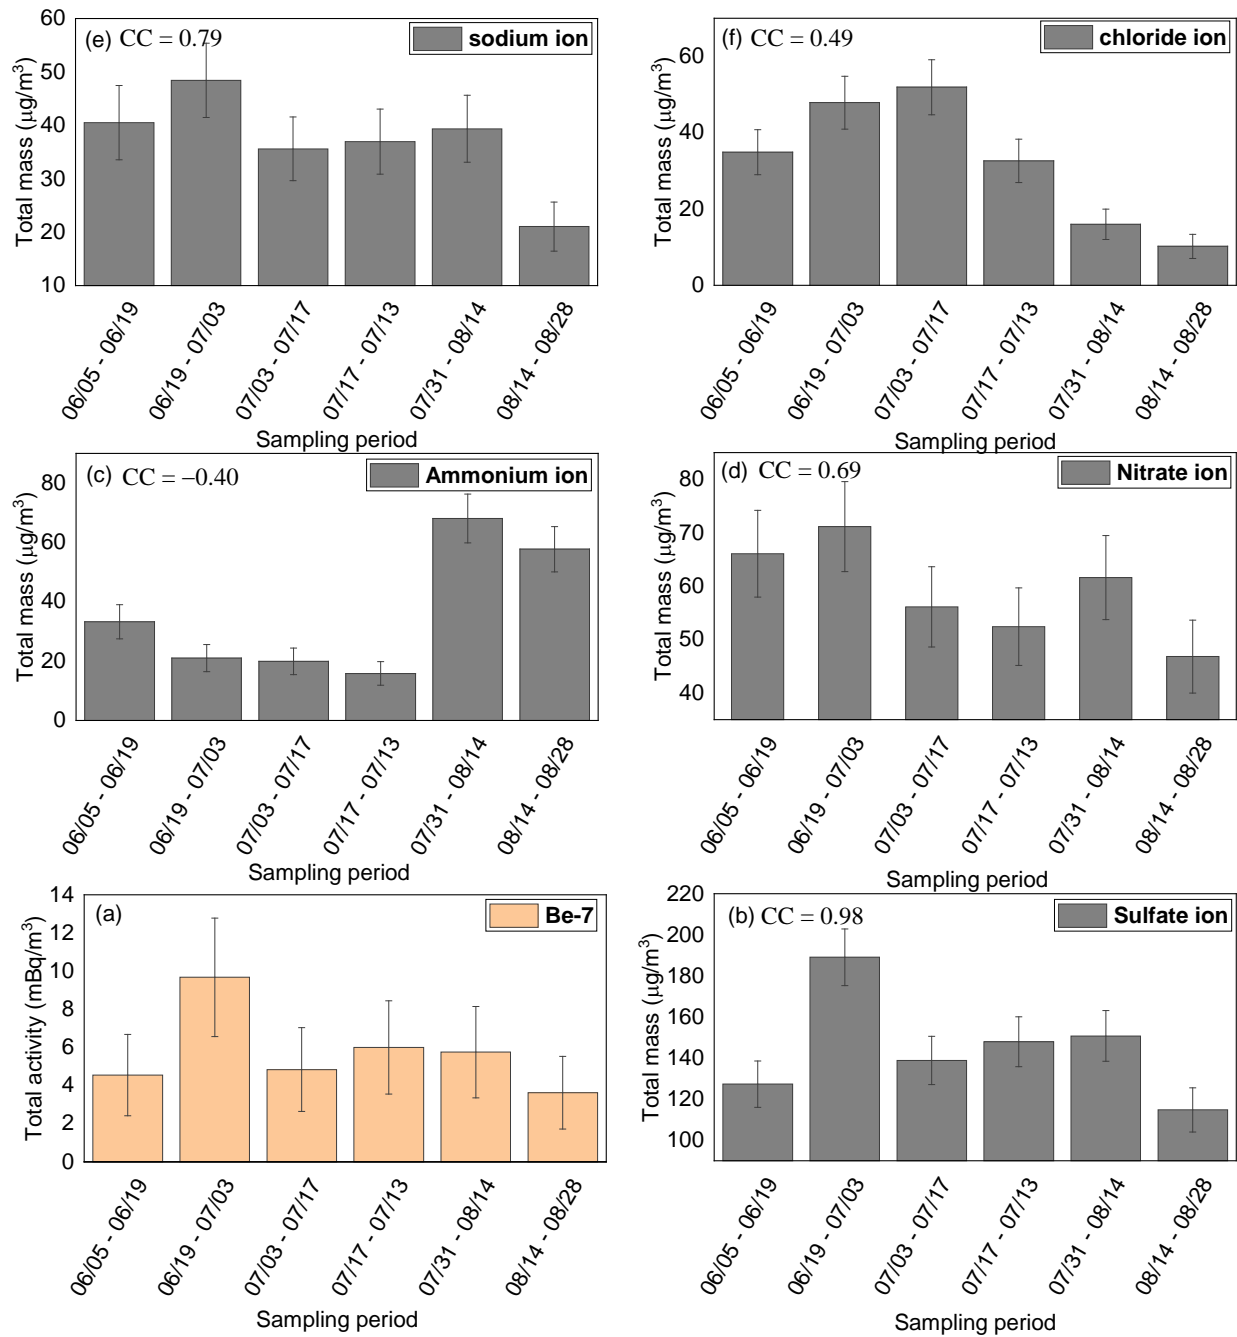 (e) CC = 0.79
sodium ion
Total mass (μg/m³)
60
50
40
30
20
10
06/05 - 06/19
06/19 - 07/03
07/03 - 07/17
07/17 - 07/13
07/31 - 08/14
08/14 - 08/28
Sampling period
(f) CC = 0.49
chloride ion
Total mass (μg/m³)
60
40
20
0
06/05 - 06/19
06/19 - 07/03
07/03 - 07/17
07/17 - 07/13
07/31 - 08/14
08/14 - 08/28
Sampling period
(c) CC = −0.40
Ammonium ion
Total mass (μg/m³)
80
60
40
20
0
06/05 - 06/19
06/19 - 07/03
07/03 - 07/17
07/17 - 07/13
07/31 - 08/14
08/14 - 08/28
Sampling period
(d) CC = 0.69
Nitrate ion
Total mass (μg/m³)
80
70
60
50
40
06/05 - 06/19
06/19 - 07/03
07/03 - 07/17
07/17 - 07/13
07/31 - 08/14
08/14 - 08/28
Sampling period
(a)
Be-7
Total activity (mBq/m³)
14
12
10
8
6
4
2
0
06/05 - 06/19
06/19 - 07/03
07/03 - 07/17
07/17 - 07/13
07/31 - 08/14
08/14 - 08/28
Sampling period
(b) CC = 0.98
Sulfate ion
Total mass (μg/m³)
220
200
180
160
140
120
100
06/05 - 06/19
06/19 - 07/03
07/03 - 07/17
07/17 - 07/13
07/31 - 08/14
08/14 - 08/28
Sampling period